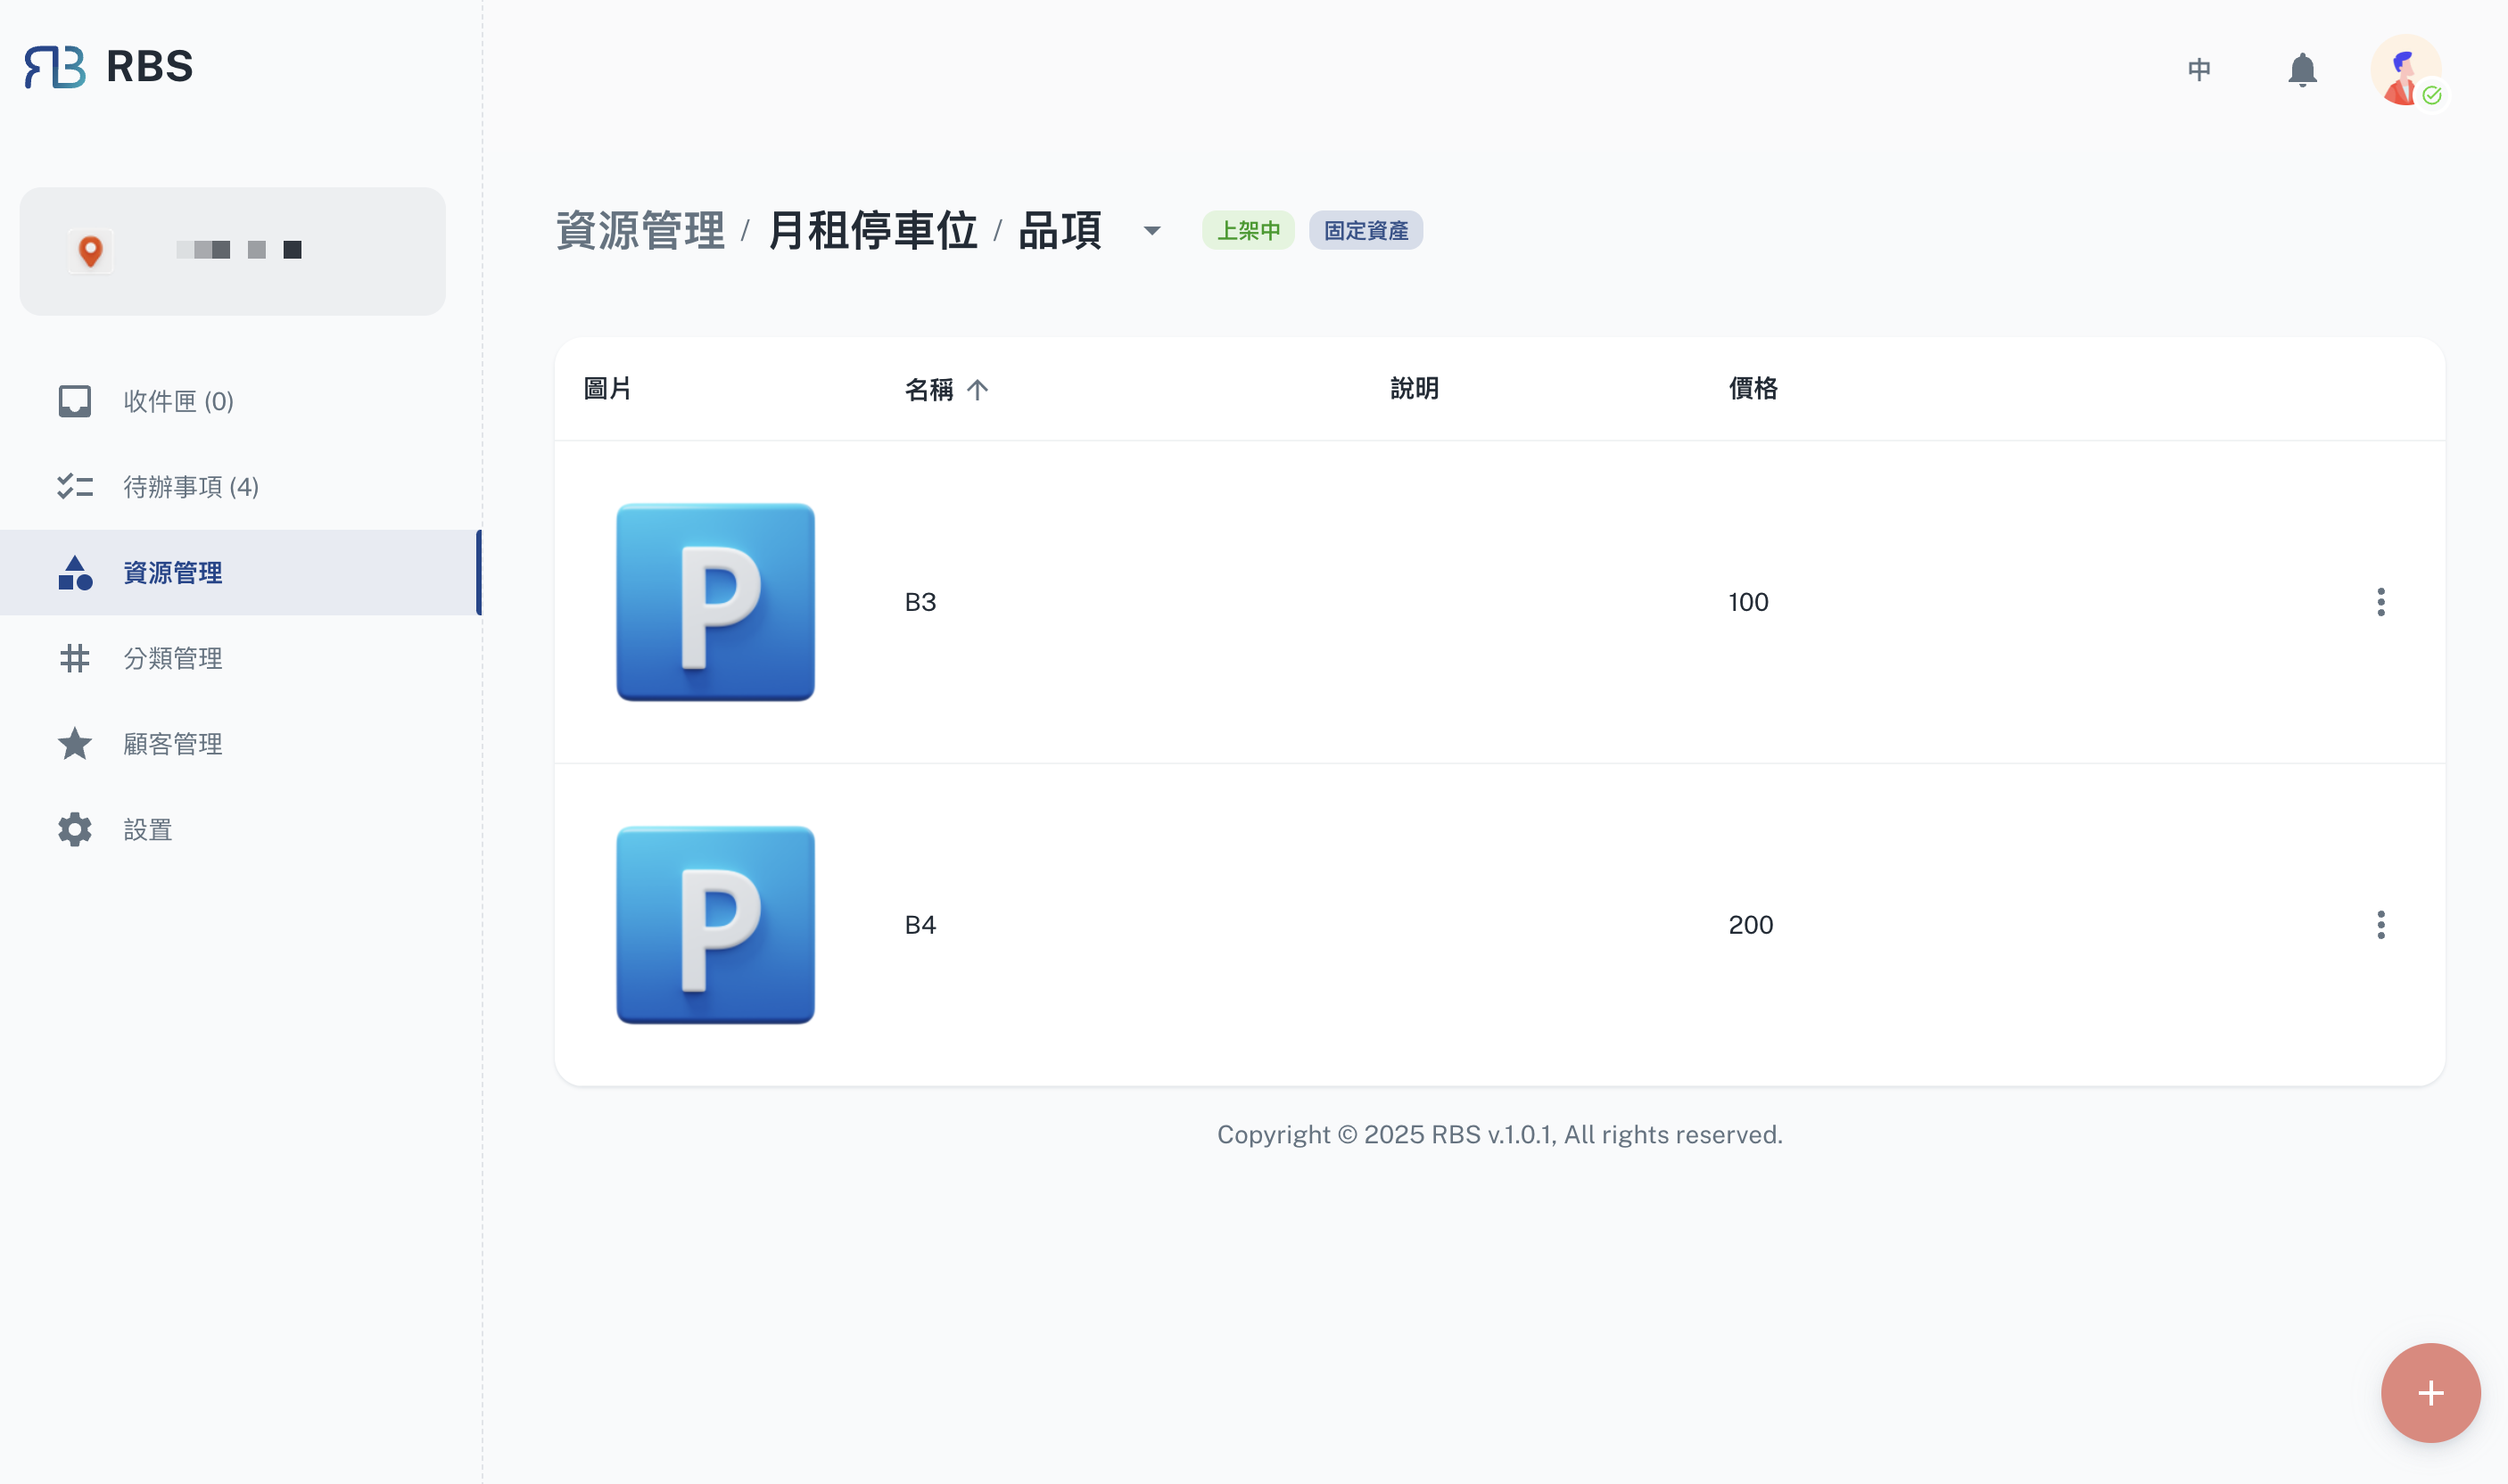 RBS
中
資源管理 / 月租停車位 / 品項
上架中
固定資產
收件匣 (0)
待辦事項 (4)
資源管理
分類管理
顧客管理
設置
圖片 名稱 說明 價格
P B3 100
P B4 200
Copyright © 2025 RBS v.1.0.1, All rights reserved.